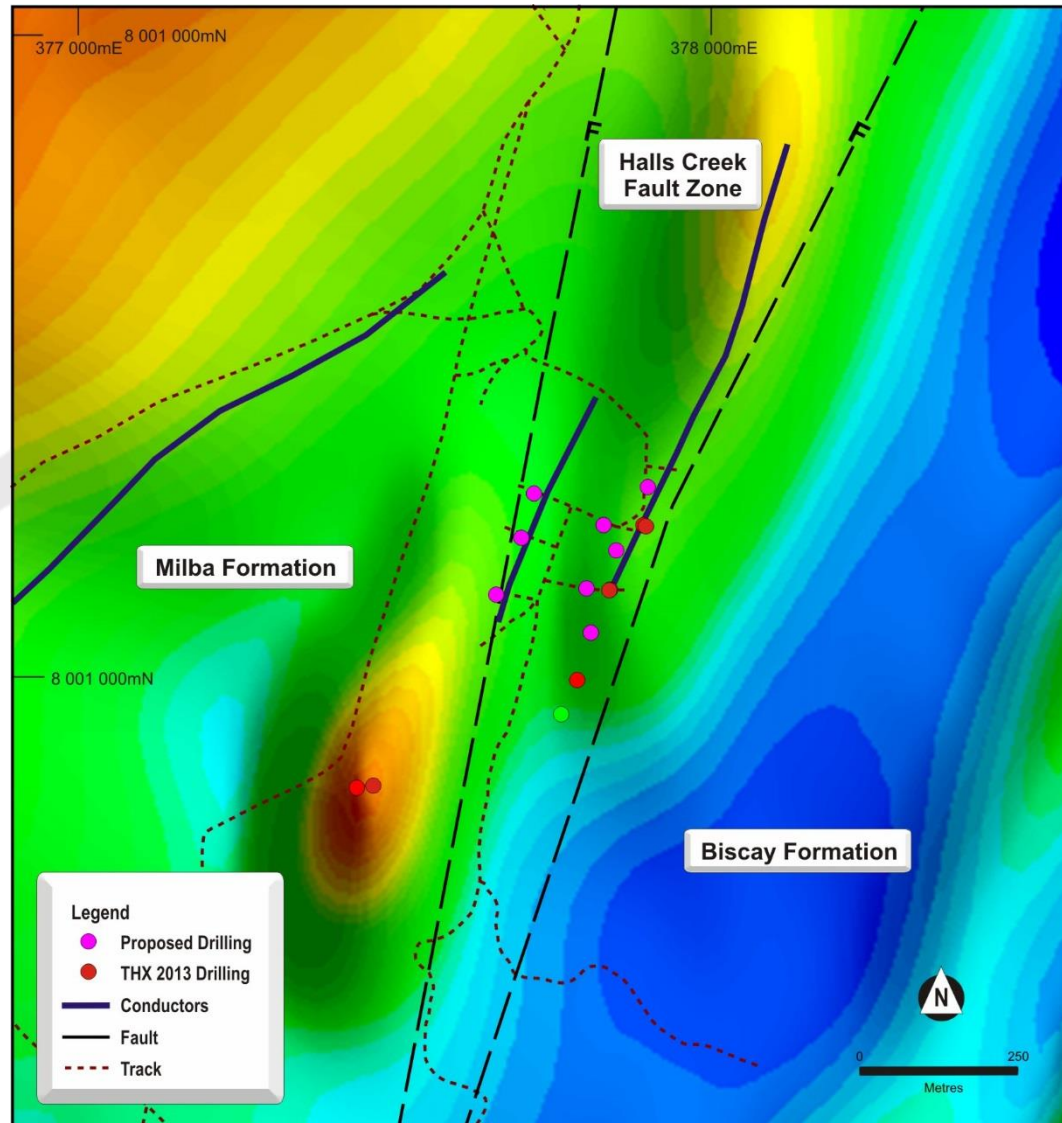 377 000mE
8 001 000mN
378 000mE
F
F
Halls Creek
Fault Zone
Milba Formation
8 001 000mN
Biscay Formation
Legend
Proposed Drilling
THX 2013 Drilling
Conductors
Fault
Track
N
0
250
Metres